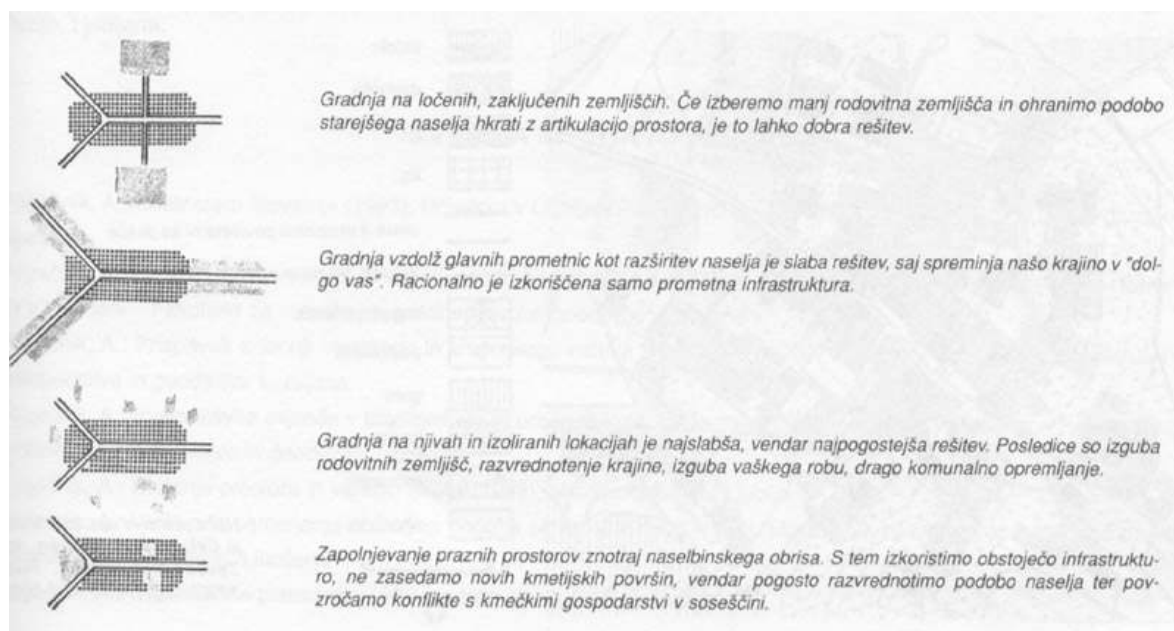 Gradnja na ločenih, zaključenih zemljiščih. Če izberemo manj rodovitna zemljišča in ohranimo podobo
starejšega naselja hkrati z artikulacijo prostora, je to lahko dobra rešitev.
Gradnja vzdolž glavnih prometnic kot razširitev naselja je slaba rešitev, saj spreminja našo krajino v "dol-
go vas". Racionalno je izkoriščena samo prometna infrastruktura.
Gradnja na njivah in izoliranih lokacijah je najslabša, vendar najpogostejša rešitev. Posledice so izguba
rodovitnih zemljišč, razvrednotenje krajine, izguba vaškega robu, drago komunalno opremljanje.
Zapolnjevanje praznih prostorov znotraj naselbinskega obrisa. S tem izkoristimo obstoječo infrastruktu-
ro, ne zasedamo novih kmetijskih površin, vendar pogosto razvrednotimo podobo naselja ter pov-
zročamo konflikte s kmečkimi gospodarstvi v soseščini.